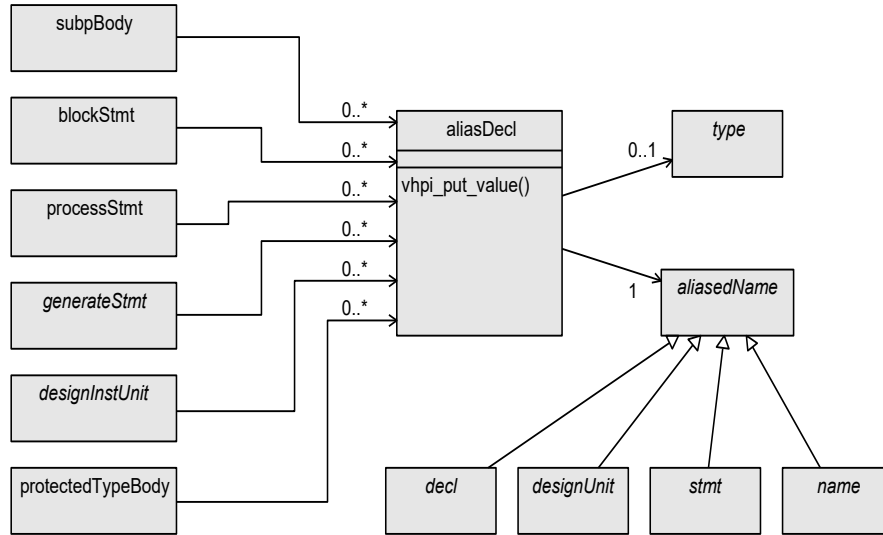 subpBody
blockStmt
processStmt
generateStmt
designInstUnit
protectedTypeBody
0..*
0..*
0..*
0..*
0..*
0..*
aliasDecl
vhpi_put_value()
0..1
type
1
aliasedName
decl
designUnit
stmt
name